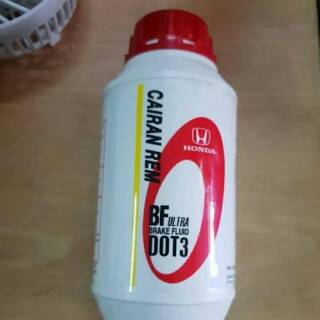 CAIRAN REM
HONDA
BF ULTRA
BRAKE FLUID
DOT3